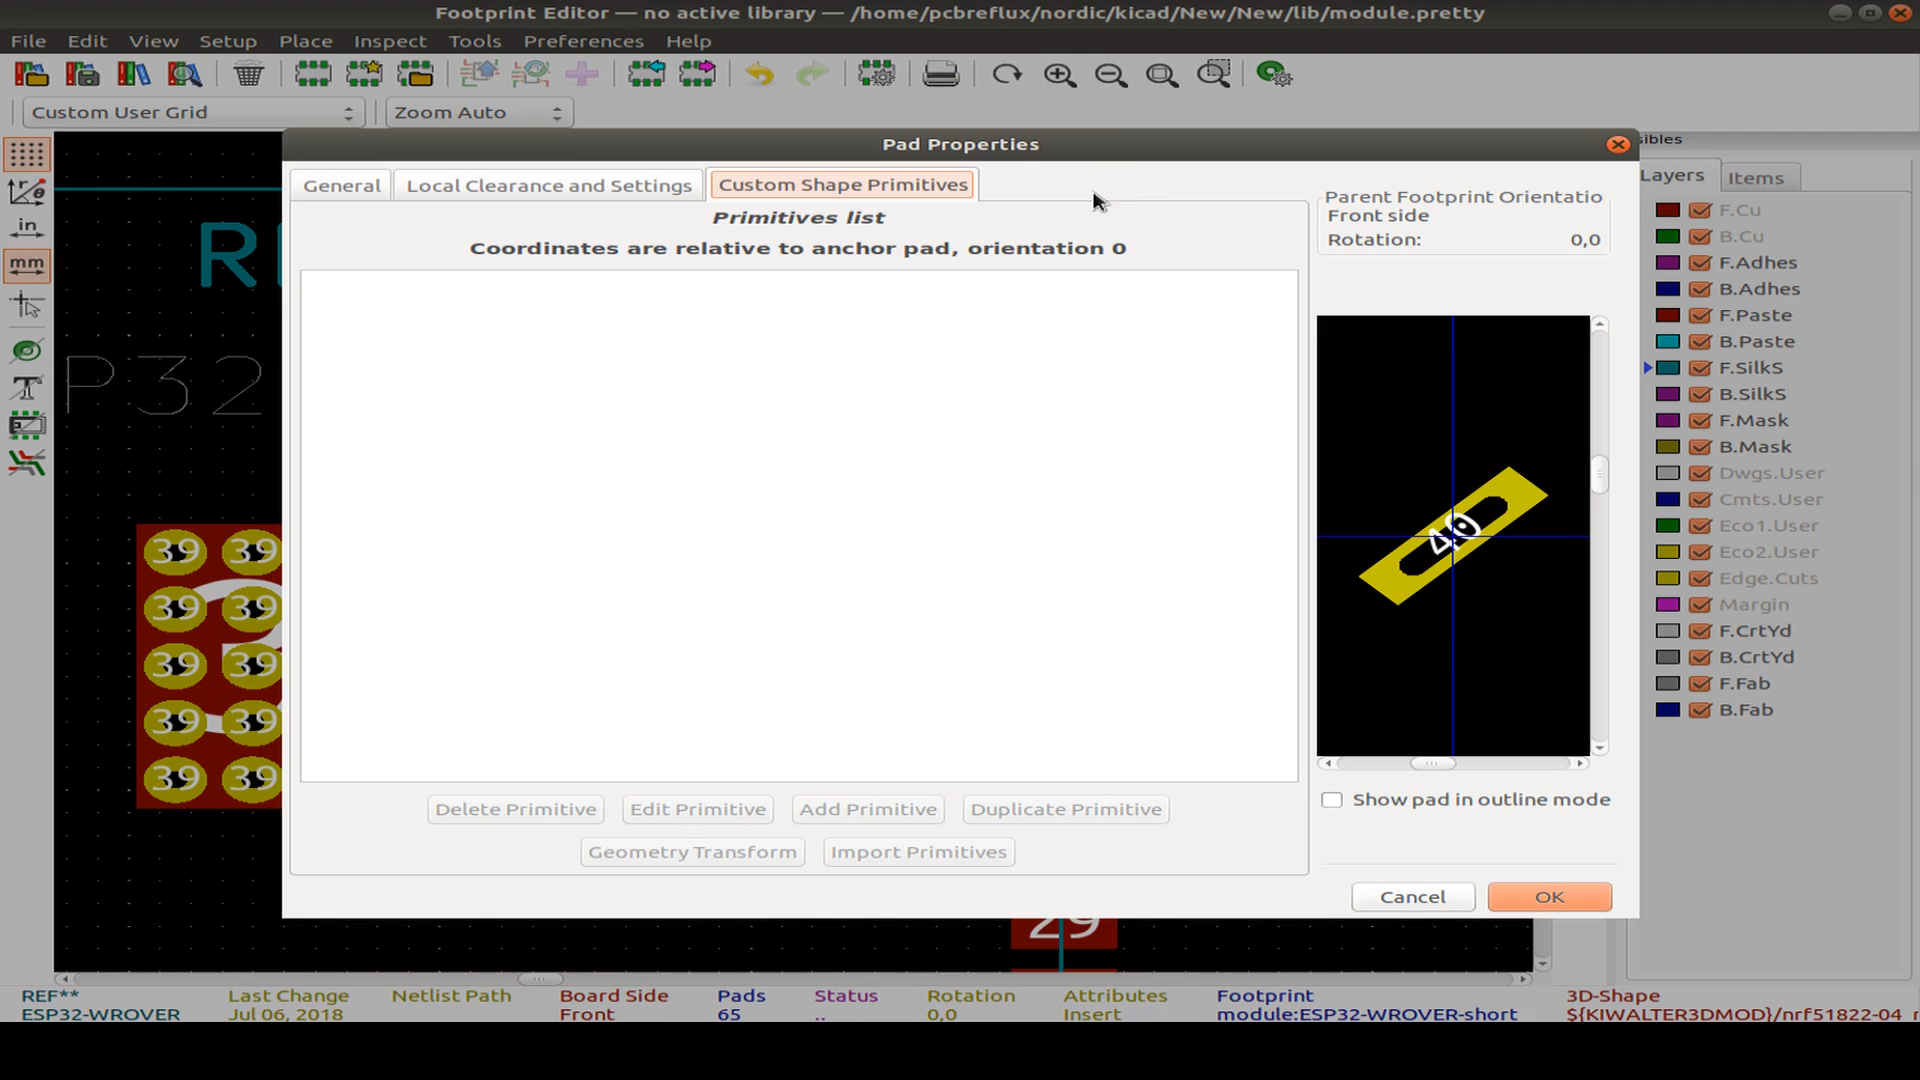 Footprint Editor — no active library — /home/pcbreflux/nordic/kicad/New/New/lib/module.pretty
File Edit View Setup Place Inspect Tools Preferences Help
Custom User Grid
Zoom Auto
Pad Properties
General
Local Clearance and Settings
Custom Shape Primitives
Primitives list
Coordinates are relative to anchor pad, orientation 0
Delete Primitive
Edit Primitive
Add Primitive
Duplicate Primitive
Geometry Transform
Import Primitives
Parent Footprint Orientatio
Front side
Rotation: 0,0
40
Show pad in outline mode
Cancel
OK
in
mm
P32
39 39
39 39
39 39
39 39
39 39
29
Layers
Items
F.Cu
B.Cu
F.Adhes
B.Adhes
F.Paste
B.Paste
F.SilkS
B.SilkS
F.Mask
B.Mask
Dwgs.User
Cmts.User
Eco1.User
Eco2.User
Edge.Cuts
Margin
F.CrtYd
B.CrtYd
F.Fab
B.Fab
REF** Last Change Netlist Path Board Side Pads Status Rotation Attributes Footprint 3D-Shape
ESP32-WROVER Jul 06, 2018 Front 65 .. 0,0 Insert module:ESP32-WROVER-short ${KIWALTER3DMOD}/nrf51822-04